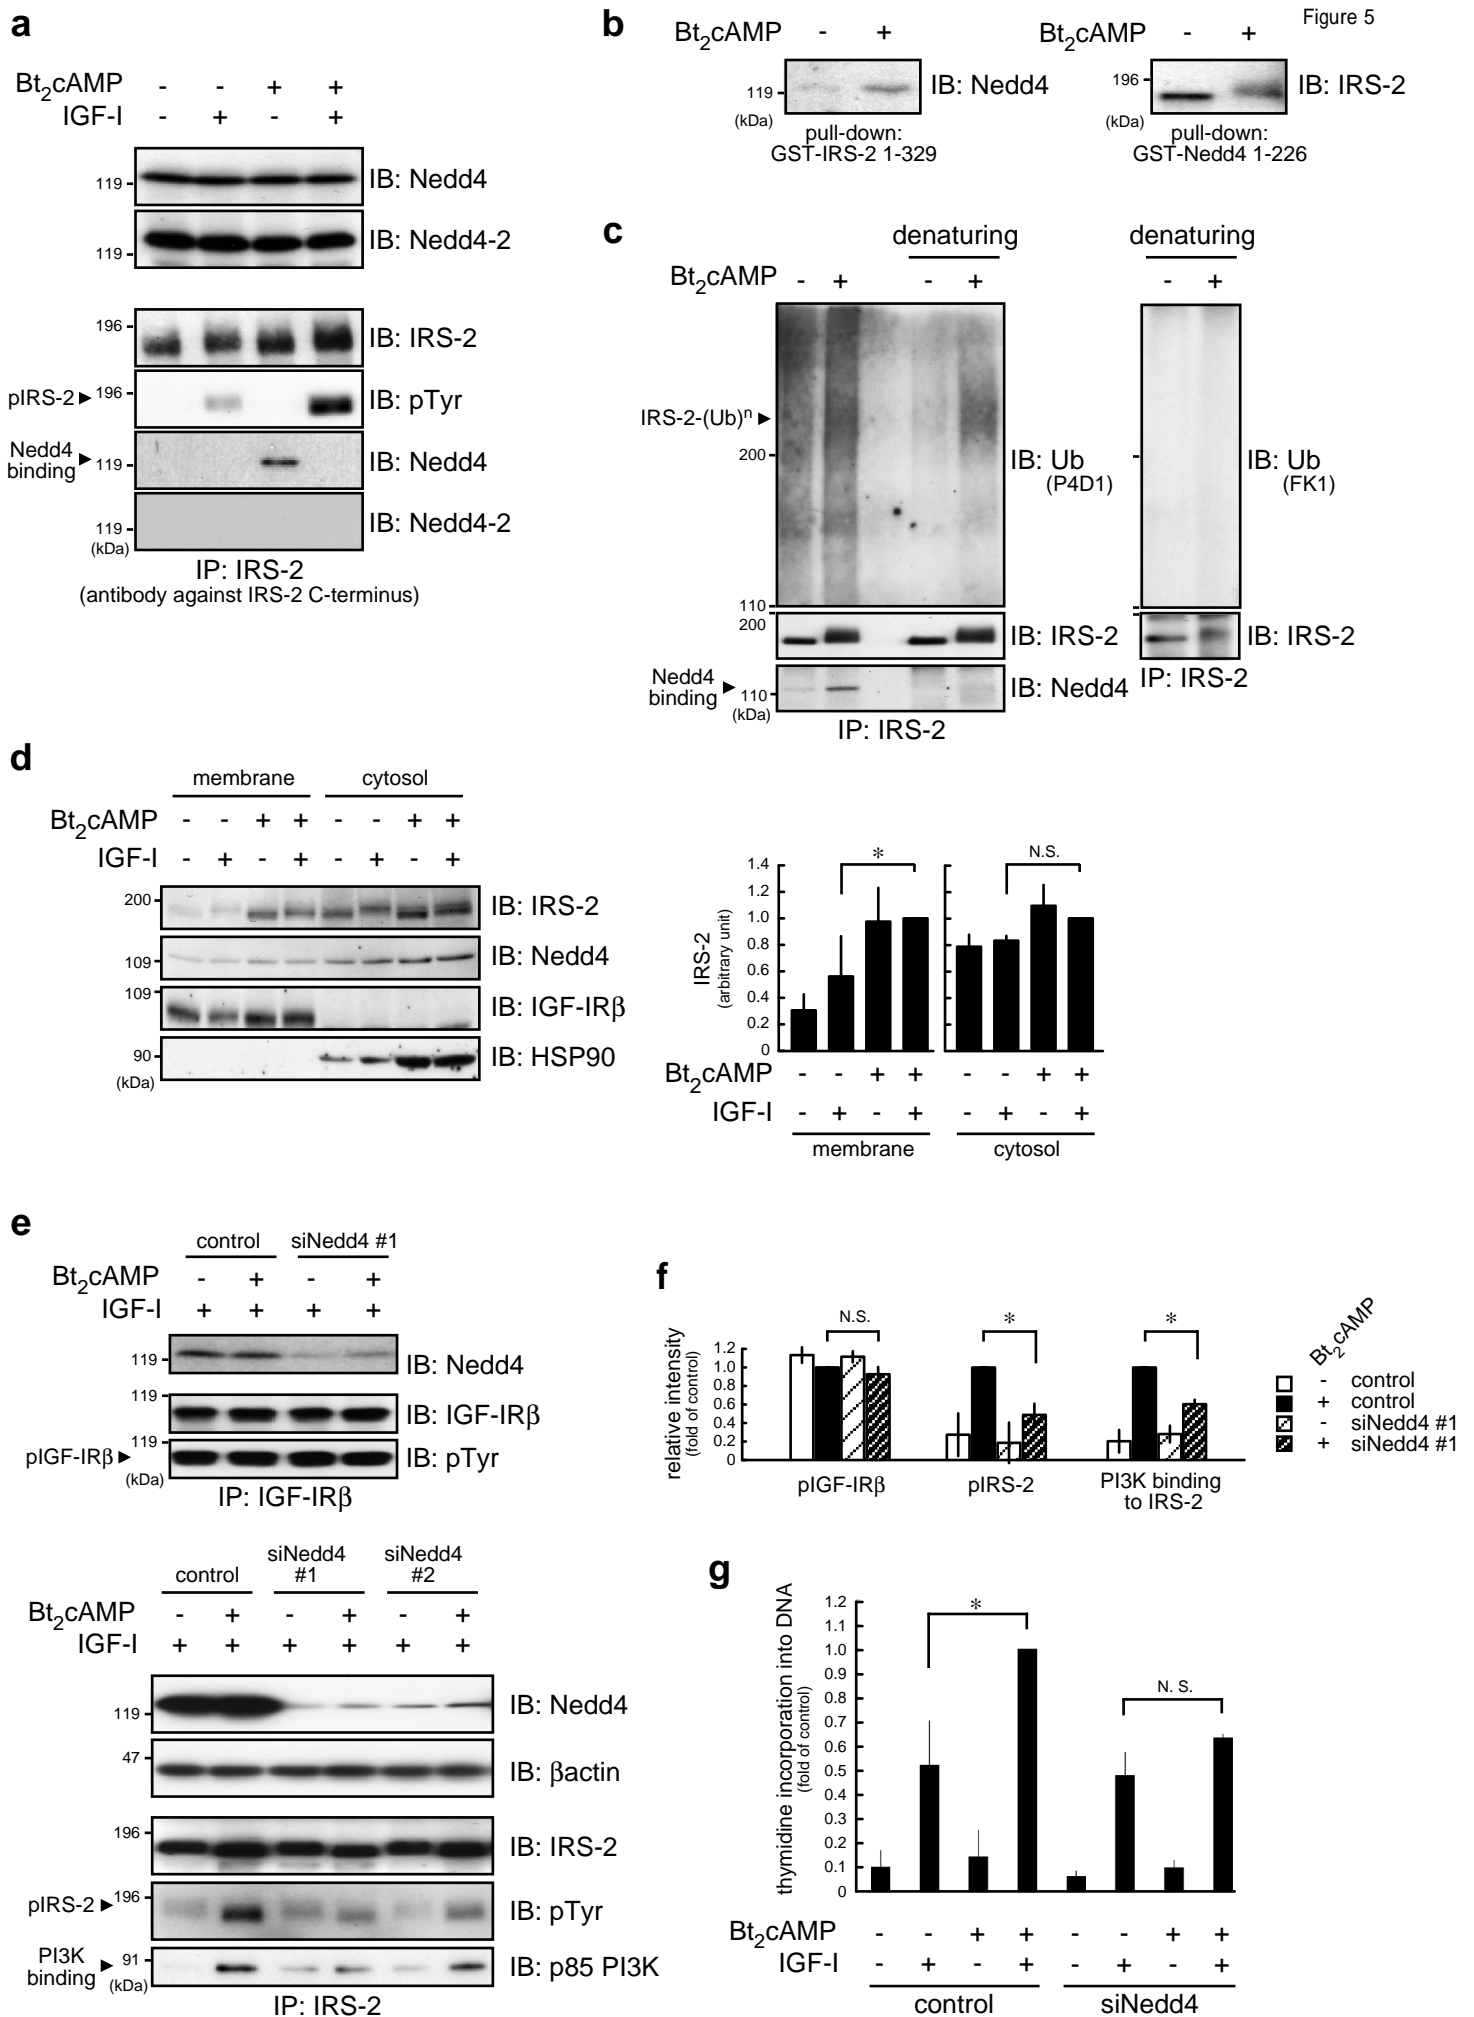 Figure 5
a
Bt2cAMP - - + +
IGF-I - + - +
119
IB: Nedd4
119
IB: Nedd4-2
196
IB: IRS-2
pIRS-2 196
IB: pTyr
Nedd4
binding 119
IB: Nedd4
119
IB: Nedd4-2
(kDa)
IP: IRS-2
(antibody against IRS-2 C-terminus)
b
Bt2cAMP - +
119
IB: Nedd4
(kDa)
pull-down:
GST-IRS-2 1-329
Bt2cAMP - +
196
IB: IRS-2
(kDa)
pull-down:
GST-Nedd4 1-226
c
denaturing
Bt2cAMP - + - +
IRS-2-(Ub)n
200
IB: Ub
(P4D1)
110
200
IB: IRS-2
Nedd4
binding 110
IB: Nedd4
(kDa)
IP: IRS-2
denaturing
- +
IB: Ub
(FK1)
IB: IRS-2
IP: IRS-2
d
membrane cytosol
Bt2cAMP - - + + - - + +
IGF-I - + - + - + - +
200
IB: IRS-2
109
IB: Nedd4
109
IB: IGF-IRβ
90
IB: HSP90
(kDa)
* N.S.
1.4
1.2
1.0
0.8
0.6
0.4
0.2
0
IRS-2
(arbitrary unit)
Bt2cAMP - - + + - - + +
IGF-I - + - + - + - +
membrane cytosol
e
control siNedd4 #1
Bt2cAMP - + - +
IGF-I + + + +
119
IB: Nedd4
119
IB: IGF-IRβ
119
pIGF-IRβ
IB: pTyr
(kDa)
IP: IGF-IRβ
control siNedd4 #1 siNedd4 #2
Bt2cAMP - + - + - +
IGF-I + + + + + +
119
IB: Nedd4
47
IB: βactin
196
IB: IRS-2
pIRS-2 196
IB: pTyr
PI3K
binding 91
IB: p85 PI3K
(kDa)
IP: IRS-2
f
N.S. * *
1.2
1.0
0.8
0.6
0.4
0.2
0
relative intensity
(fold of control)
pIGF-IRβ pIRS-2 PI3K binding
to IRS-2
Bt2cAMP
- control
+ control
- siNedd4 #1
+ siNedd4 #1
g
* N. S.
1.2
1.1
1.0
0.9
0.8
0.7
0.6
0.5
0.4
0.3
0.2
0.1
0
thymidine incorporation into DNA
(fold of control)
Bt2cAMP - - + + - - + +
IGF-I - + - + - + - +
control siNedd4